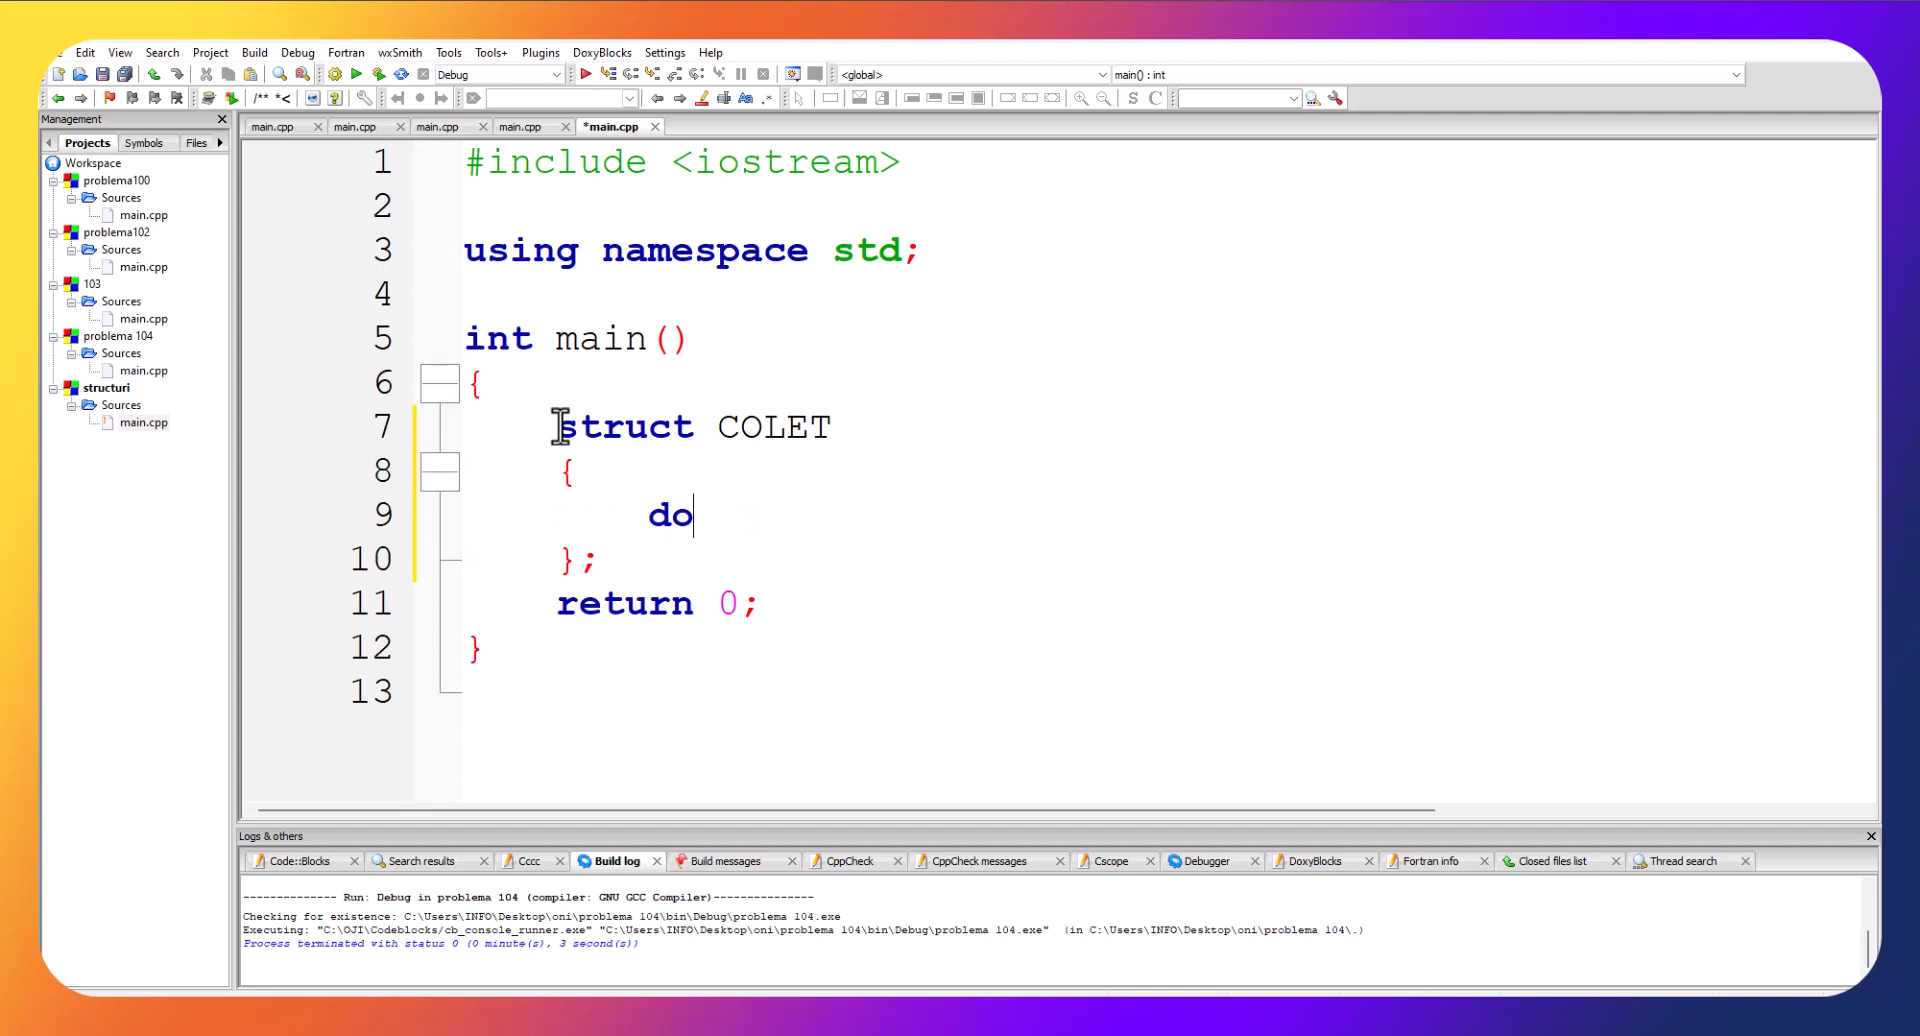 Edit View Search Project Build Debug Fortran wxSmith Tools Tools+ Plugins DoxyBlocks Settings Help
Debug <global> main() : int
/** *< Aa .* S C
Management
Projects Symbols Files
main.cpp main.cpp main.cpp main.cpp *main.cpp
Workspace
problema100
Sources
main.cpp
problema102
Sources
main.cpp
103
Sources
main.cpp
problema 104
Sources
main.cpp
structuri
Sources
main.cpp
1 #include <iostream>
2
3 using namespace std;
4
5 int main()
6 {
7 struct COLET
8 {
9 do
10 };
11 return 0;
12 }
13
Logs & others
Code::Blocks Search results Cccc Build log Build messages CppCheck CppCheck messages Cscope Debugger DoxyBlocks Fortran info Closed files list Thread search
-------------- Run: Debug in problema 104 (compiler: GNU GCC Compiler)---------------
Checking for existence: C:\Users\INFO\Desktop\oni\problema 104\bin\Debug\problema 104.exe
Executing: "C:\OJI\Codeblocks/cb_console_runner.exe" "C:\Users\INFO\Desktop\oni\problema 104\bin\Debug\problema 104.exe" (in C:\Users\INFO\Desktop\oni\problema 104\.)
Process terminated with status 0 (0 minute(s), 3 second(s))